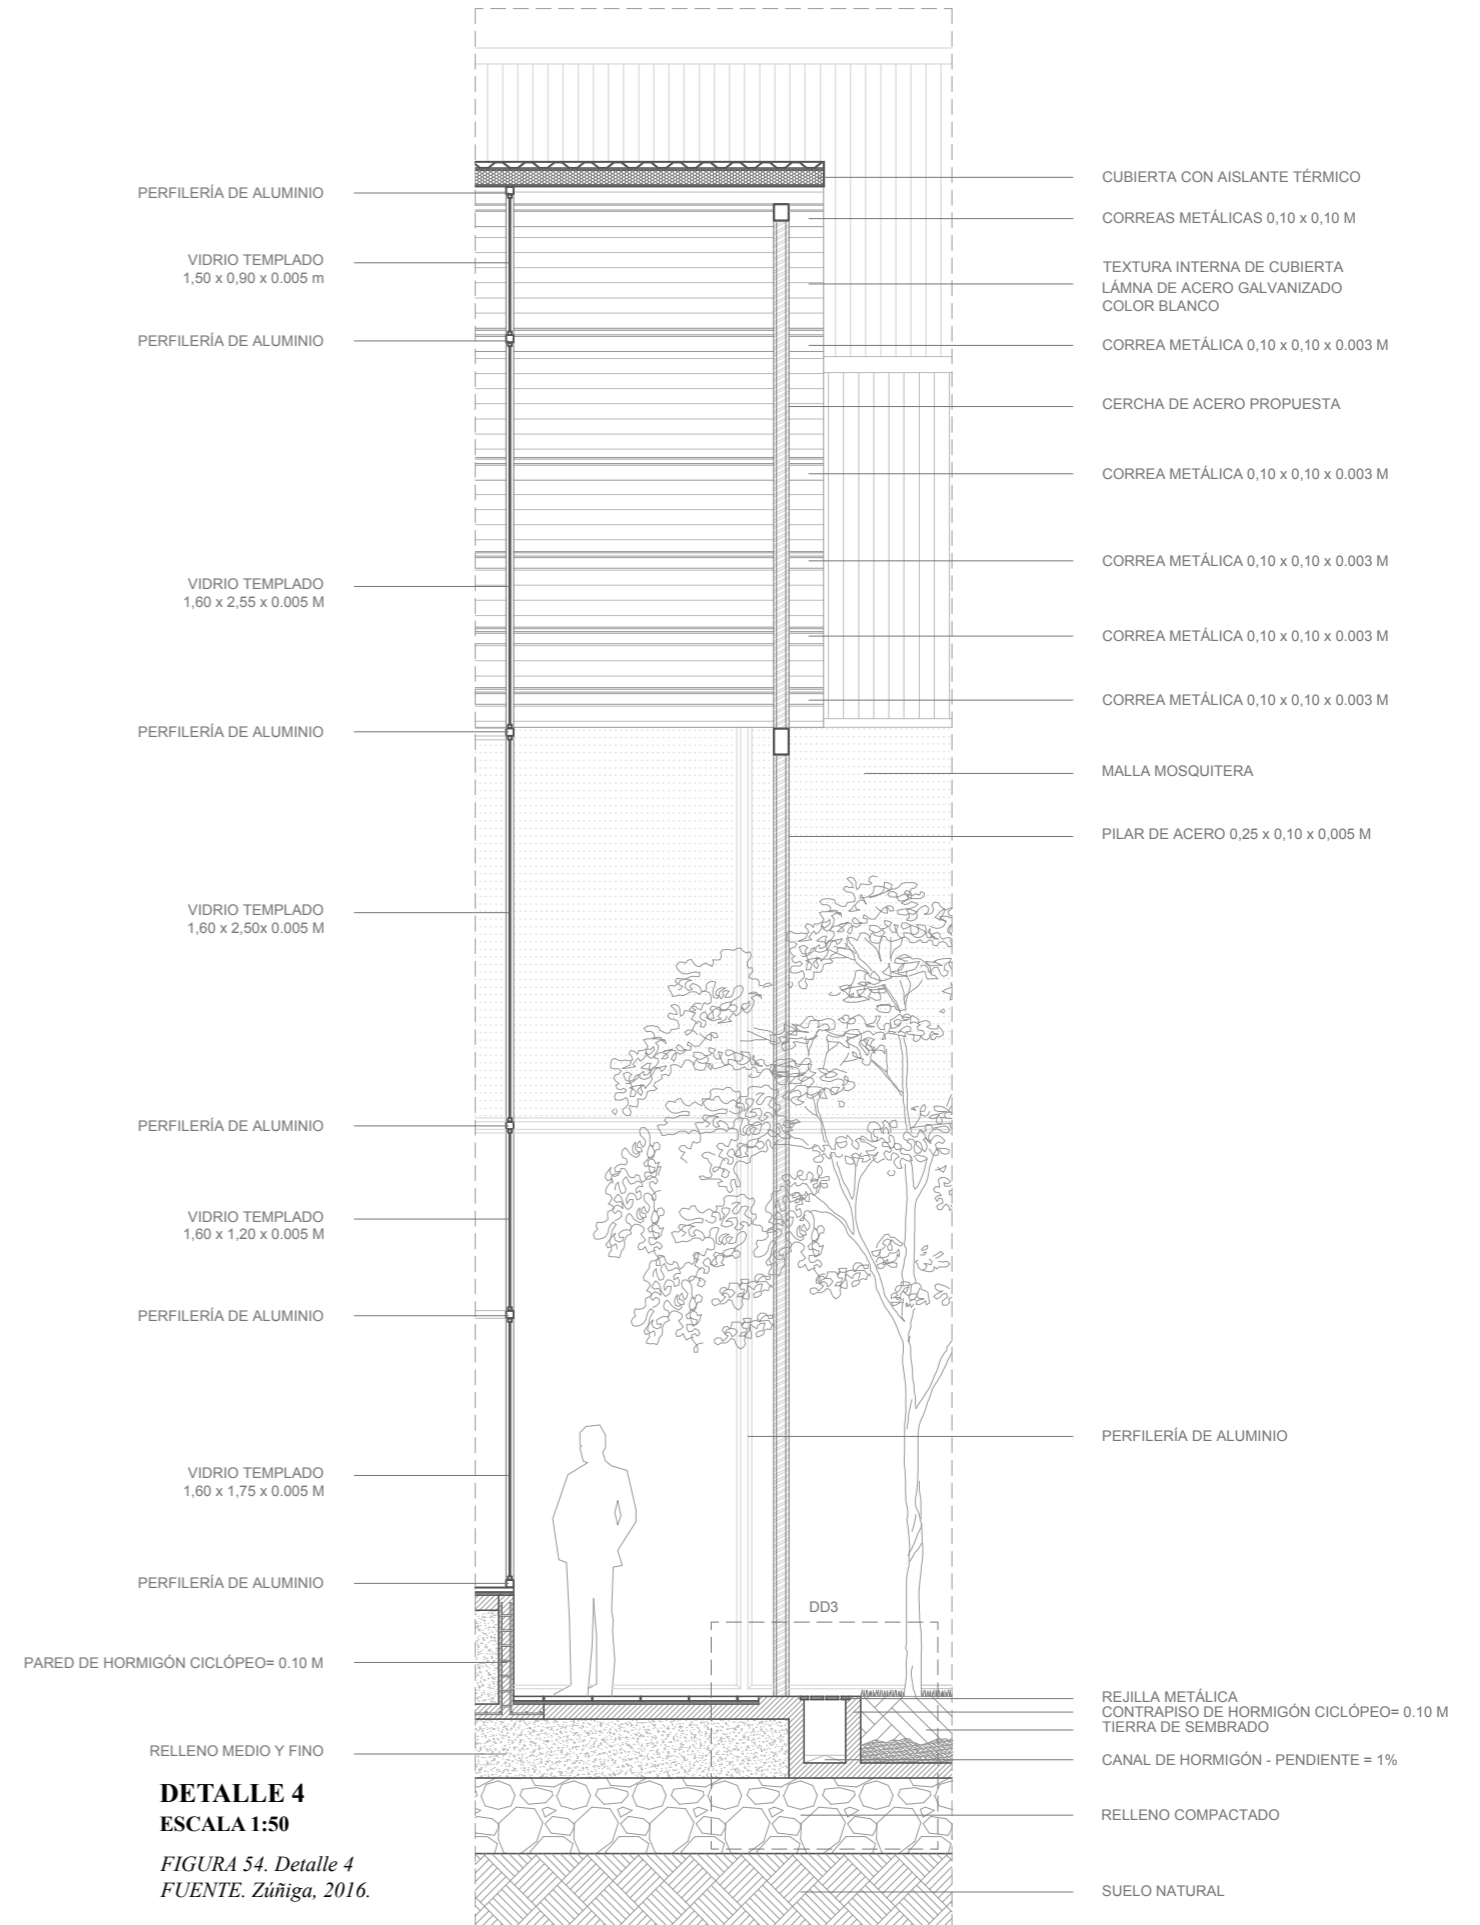 PERFILERÍA DE ALUMINIO
VIDRIO TEMPLADO
1,50 x 0,90 x 0.005 m
PERFILERÍA DE ALUMINIO
VIDRIO TEMPLADO
1,60 x 2,55 x 0.005 M
PERFILERÍA DE ALUMINIO
VIDRIO TEMPLADO
1,60 x 2,50x 0.005 M
PERFILERÍA DE ALUMINIO
VIDRIO TEMPLADO
1,60 x 1,20 x 0.005 M
PERFILERÍA DE ALUMINIO
VIDRIO TEMPLADO
1,60 x 1,75 x 0.005 M
PERFILERÍA DE ALUMINIO
PARED DE HORMIGÓN CICLÓPEO= 0.10 M
RELLENO MEDIO Y FINO
CUBIERTA CON AISLANTE TÉRMICO
CORREAS METÁLICAS 0,10 x 0,10 M
TEXTURA INTERNA DE CUBIERTA
LÁMNA DE ACERO GALVANIZADO
COLOR BLANCO
CORREA METÁLICA 0,10 x 0,10 x 0.003 M
CERCHA DE ACERO PROPUESTA
CORREA METÁLICA 0,10 x 0,10 x 0.003 M
CORREA METÁLICA 0,10 x 0,10 x 0.003 M
CORREA METÁLICA 0,10 x 0,10 x 0.003 M
CORREA METÁLICA 0,10 x 0,10 x 0.003 M
MALLA MOSQUITERA
PILAR DE ACERO 0,25 x 0,10 x 0,005 M
PERFILERÍA DE ALUMINIO
DD3
REJILLA METÁLICA
CONTRAPISO DE HORMIGÓN CICLÓPEO= 0.10 M
TIERRA DE SEMBRADO
CANAL DE HORMIGÓN - PENDIENTE = 1%
RELLENO COMPACTADO
SUELO NATURAL
DETALLE 4
ESCALA 1:50
FIGURA 54. Detalle 4
FUENTE. Zúñiga, 2016.